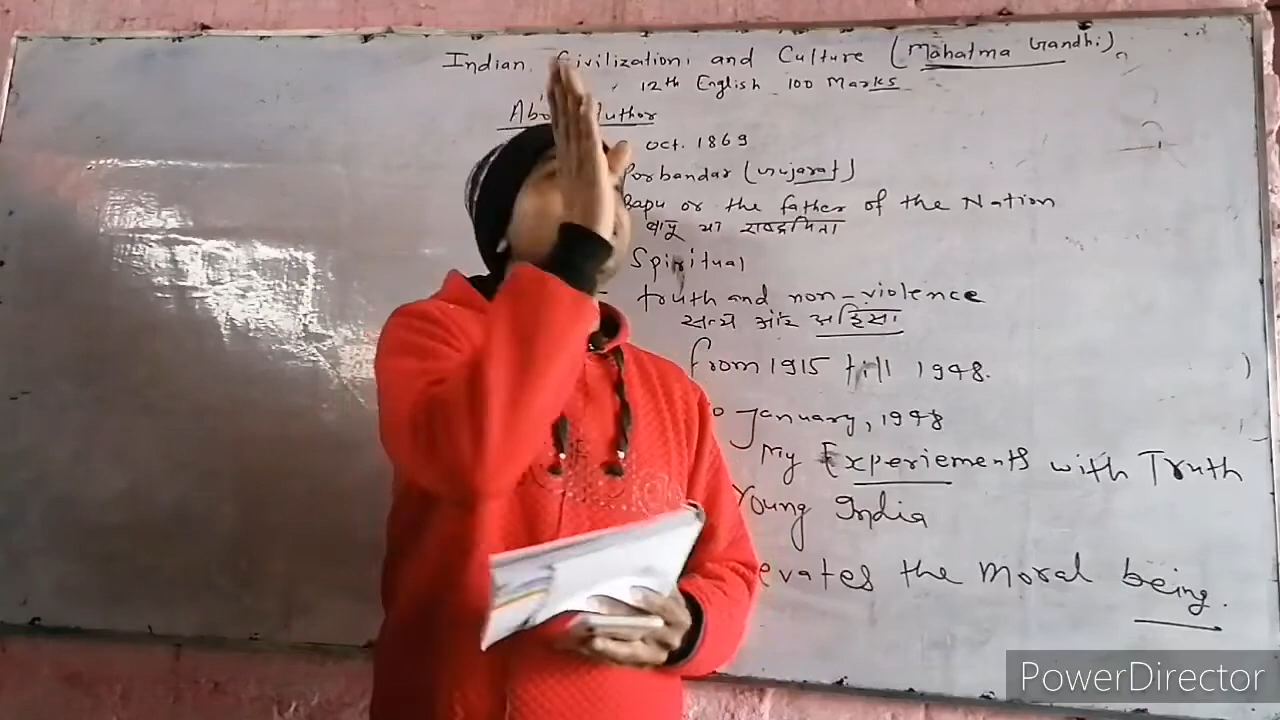 Indian Civilization and Culture (Mahatma Gandhi)
12th English 100 Marks
Author
Oct. 1869
Porbandar (Gujarat)
Bapu or the father of the Nation
बापू या राष्ट्रपिता
Spiritual
truth and non-violence
सत्य और अहिंसा
from 1915 till 1948.
January, 1948
My Experiements with Truth
Young India
evates the Moral being.
PowerDirector